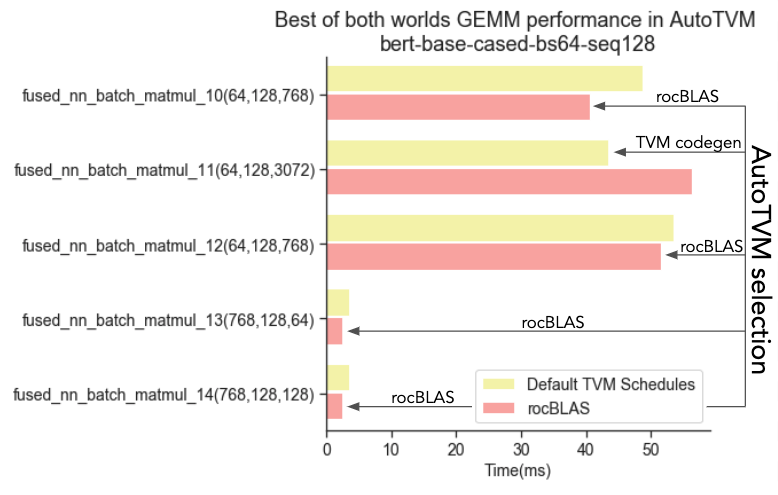 Best of both worlds GEMM performance in AutoTVM
bert-base-cased-bs64-seq128
fused_nn_batch_matmul_10(64,128,768)
rocBLAS
fused_nn_batch_matmul_11(64,128,3072)
TVM codegen
fused_nn_batch_matmul_12(64,128,768)
rocBLAS
fused_nn_batch_matmul_13(768,128,64)
rocBLAS
fused_nn_batch_matmul_14(768,128,128)
rocBLAS
AutoTVM selection
Default TVM Schedules
rocBLAS
0 10 20 30 40 50
Time(ms)